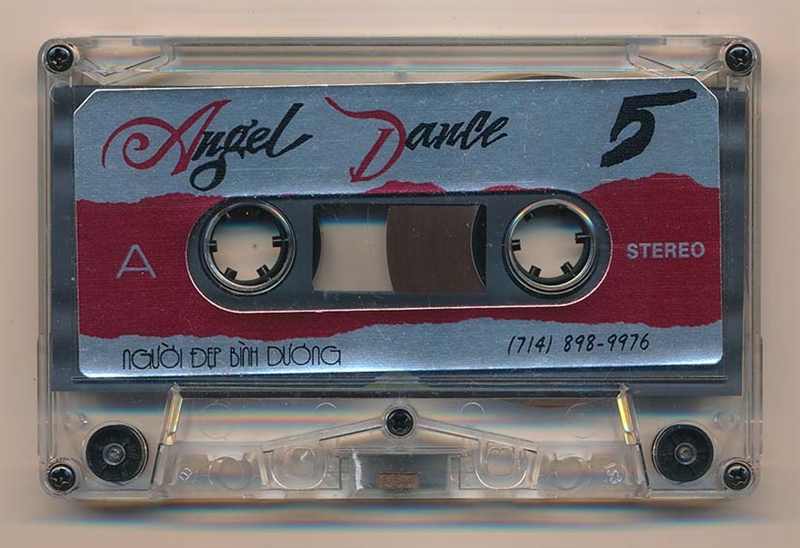 Angel Dance 5
A
STEREO
NGƯỜI ĐẸP BÌNH DƯƠNG
(714) 898-9976